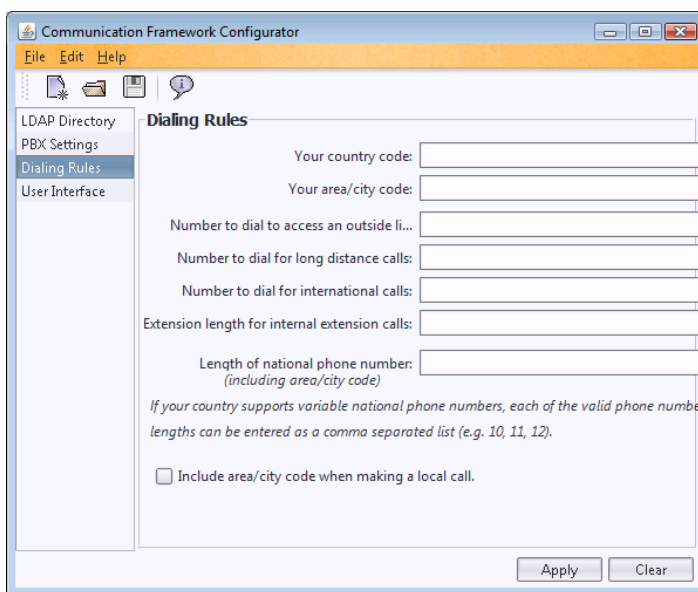 Communication Framework Configurator
File Edit Help
LDAP Directory
PBX Settings
Dialing Rules
User Interface
Dialing Rules
Your country code:
Your area/city code:
Number to dial to access an outside li...
Number to dial for long distance calls:
Number to dial for international calls:
Extension length for internal extension calls:
Length of national phone number:
(including area/city code)
If your country supports variable national phone numbers, each of the valid phone numbe
lengths can be entered as a comma separated list (e.g. 10, 11, 12).
Include area/city code when making a local call.
Apply Clear